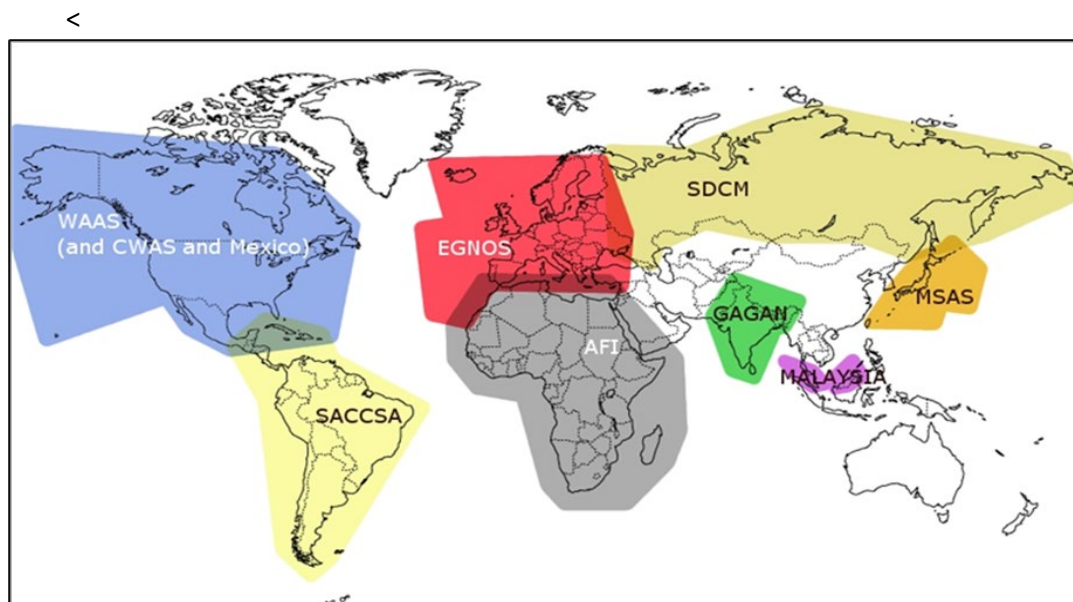 <
SDCM
WAAS
(and CWAS and Mexico)
EGNOS
MSAS
GAGAN
AFI
MALAYSIA
SACCSA